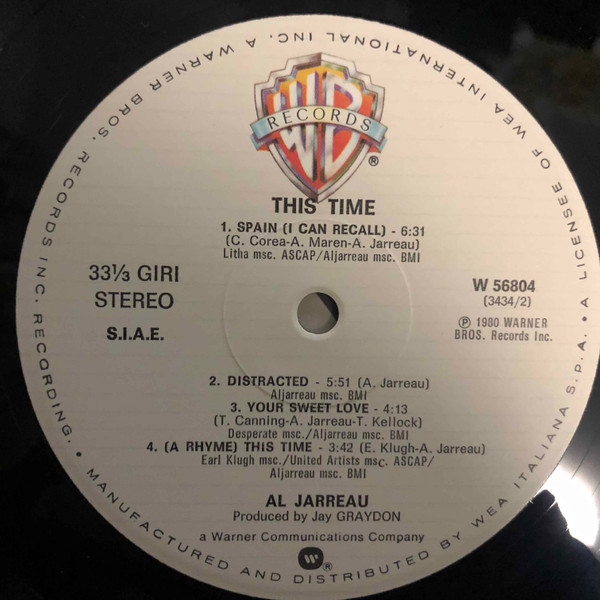 WB
RECORDS
®
THIS TIME
1. SPAIN (I CAN RECALL) - 6:31
(C. Corea-A. Maren-A. Jarreau)
Litha msc. ASCAP/Aljarreau msc. BMI
33⅓ GIRI
STEREO
S.I.A.E.
W 56804
(3434/2)
℗ 1980 WARNER
BROS. Records Inc.
2. DISTRACTED - 5:51 (A. Jarreau)
Aljarreau msc. BMI
3. YOUR SWEET LOVE - 4:13
(T. Canning-A. Jarreau-T. Kellock)
Desperate msc./Aljarreau msc. BMI
4. (A RHYME) THIS TIME - 3:42 (E. Klugh-A. Jarreau)
Earl Klugh msc./United Artists msc. ASCAP/
Aljarreau msc. BMI
AL JARREAU
Produced by Jay GRAYDON
a Warner Communications Company
W®
• MANUFACTURED AND DISTRIBUTED BY WEA ITALIANA S.P.A. • A LICENSEE OF WEA INTERNATIONAL INC. A WARNER BROS. RECORDS INC. RECORDING.